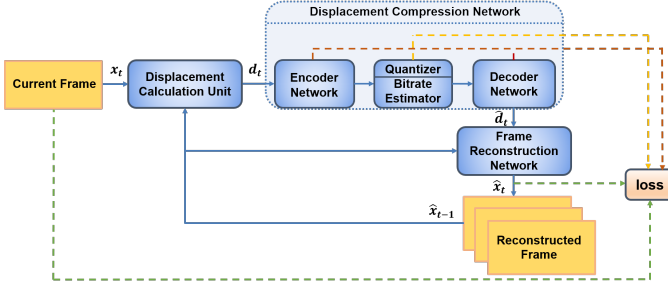 Displacement Compression Network
Current Frame
x_t
Displacement
Calculation Unit
d_t
Encoder
Network
Quantizer
Bitrate
Estimator
Decoder
Network
d̂_t
Frame
Reconstruction
Network
loss
x̂_t
x̂_{t−1}
Reconstructed
Frame